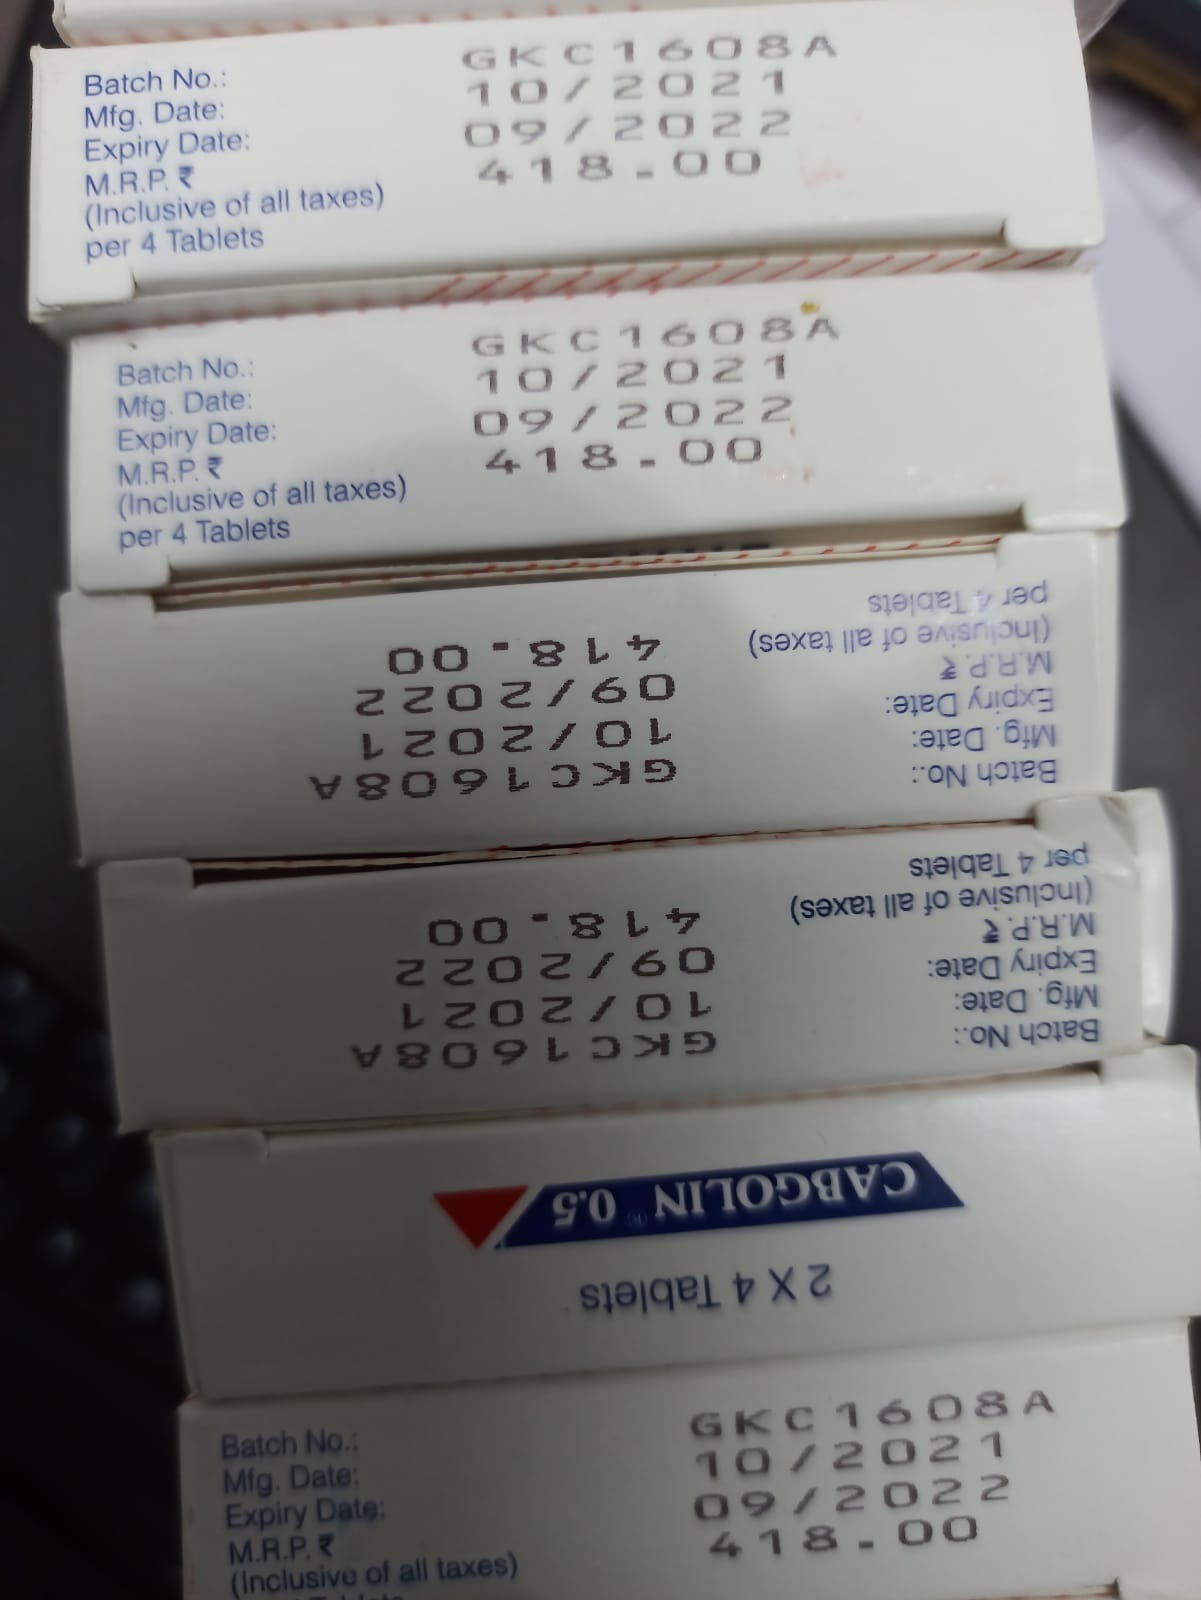 Batch No.: GKC1608A
Mfg. Date: 10/2021
Expiry Date: 09/2022
M.R.P. ₹ 418.00
(Inclusive of all taxes)
per 4 Tablets
Batch No.: GKC1608A
Mfg. Date: 10/2021
Expiry Date: 09/2022
M.R.P. ₹ 418.00
(Inclusive of all taxes)
per 4 Tablets
Batch No.: GKC1608A
Mfg. Date: 10/2021
Expiry Date: 09/2022
M.R.P. ₹ 418.00
(Inclusive of all taxes)
per 4 Tablets
Batch No.: GKC1608A
Mfg. Date: 10/2021
Expiry Date: 09/2022
M.R.P. ₹ 418.00
(Inclusive of all taxes)
per 4 Tablets
CABGOLIN 0.5
2 X 4 Tablets
Batch No.: GKC1608A
Mfg. Date: 10/2021
Expiry Date: 09/2022
M.R.P. ₹ 418.00
(Inclusive of all taxes)